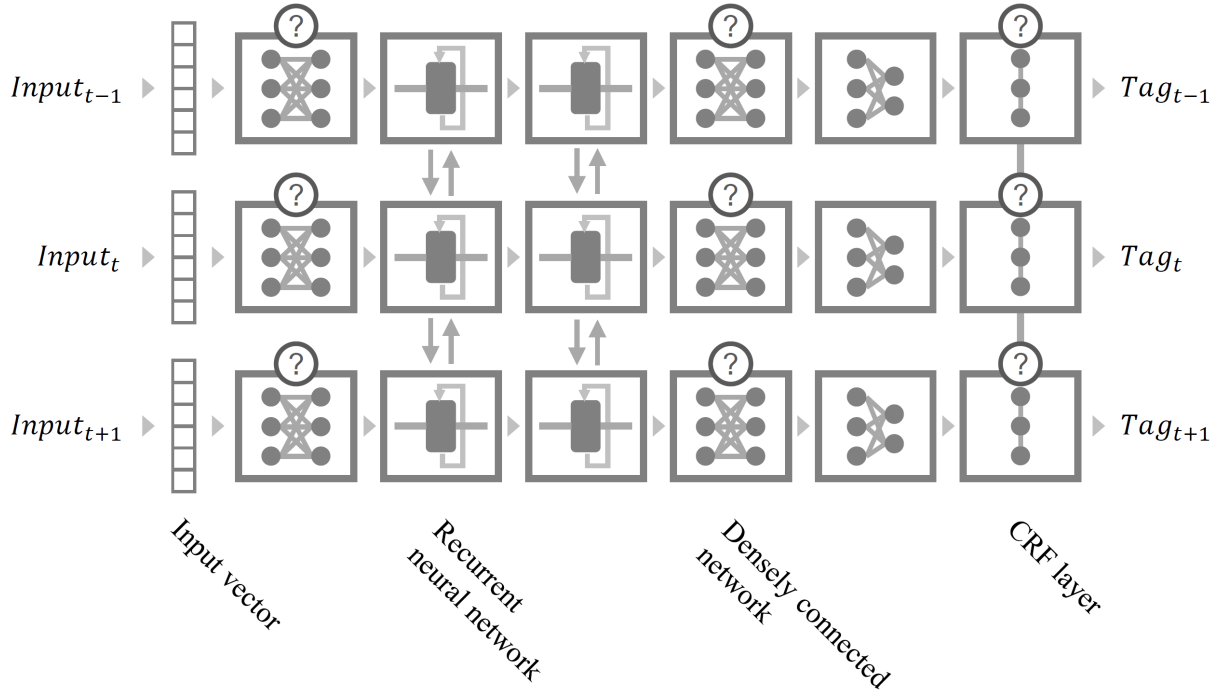 ? ? ?
Input_{t−1} Tag_{t−1}
? ? ?
Input_t Tag_t
? ? ?
Input_{t+1} Tag_{t+1}
Input vector
Recurrent
neural network
Densely connected
network
CRF layer